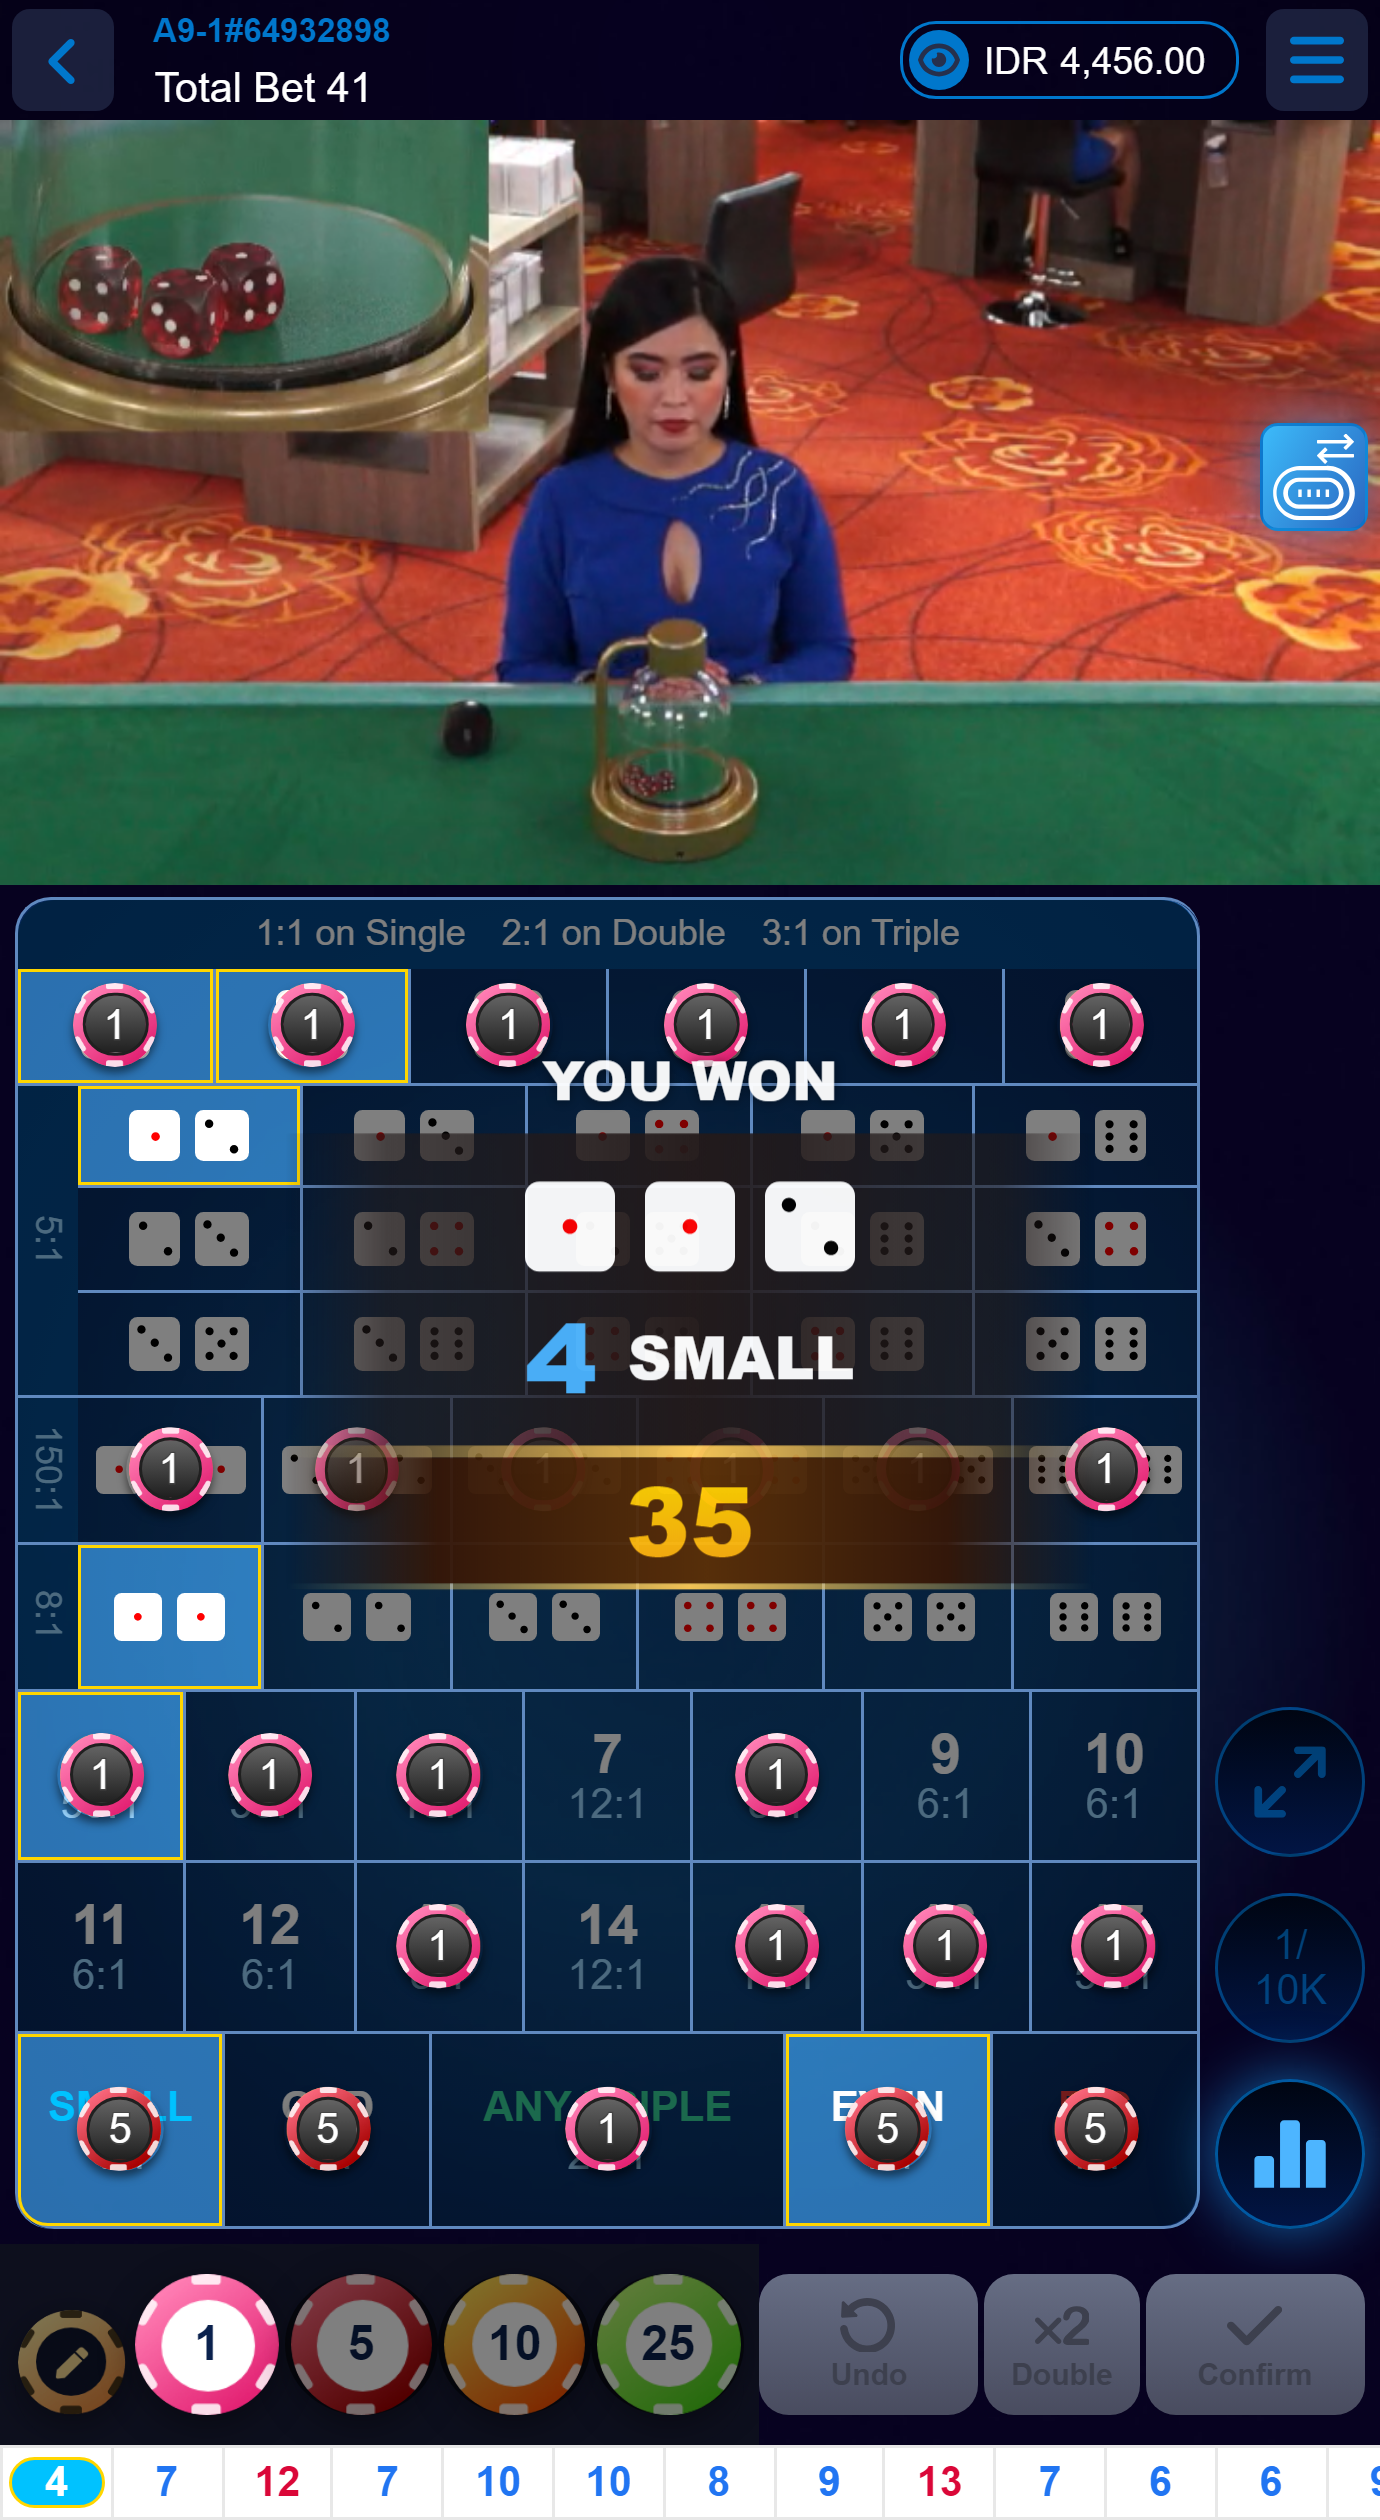 A9-1#64932898
Total Bet 41
IDR 4,456.00
1:1 on Single 2:1 on Double 3:1 on Triple
1 1 1 1 1 1
YOU WON
5:1
4 SMALL
150:1
1 1 1
35
8:1
1 1 1 7 1 9 10
12:1 6:1 6:1
11 12 1 14 1 1 1
6:1 6:1 12:1
1/
10K
5 5 1 5 5
1 5 10 25
Undo Double Confirm
x2
4 7 12 7 10 10 8 9 13 7 6 6